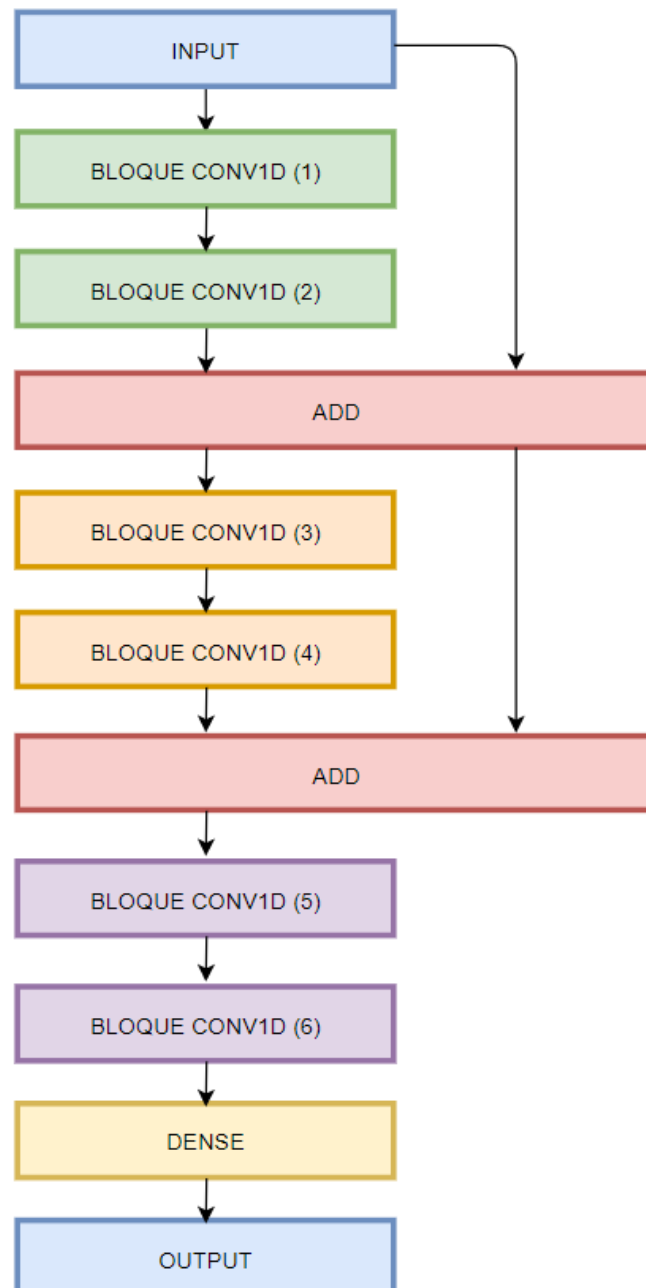 INPUT
BLOQUE CONV1D (1)
BLOQUE CONV1D (2)
ADD
BLOQUE CONV1D (3)
BLOQUE CONV1D (4)
ADD
BLOQUE CONV1D (5)
BLOQUE CONV1D (6)
DENSE
OUTPUT